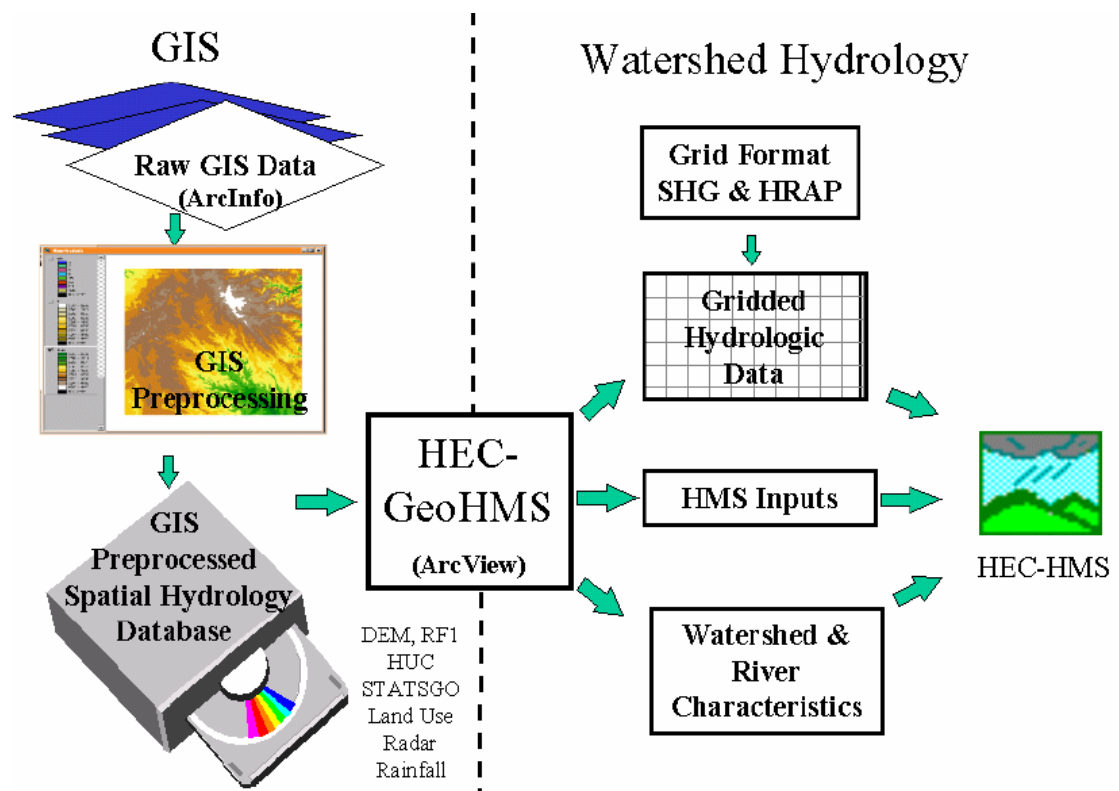 GIS
Raw GIS Data
(ArcInfo)
GIS
Preprocessing
GIS
Preprocessed
Spatial Hydrology
Database
DEM, RF1
HUC
STATSGO
Land Use
Radar
Rainfall
HEC-
GeoHMS
(ArcView)
Watershed Hydrology
Grid Format
SHG & HRAP
Gridded
Hydrologic
Data
HMS Inputs
Watershed &
River
Characteristics
HEC-HMS